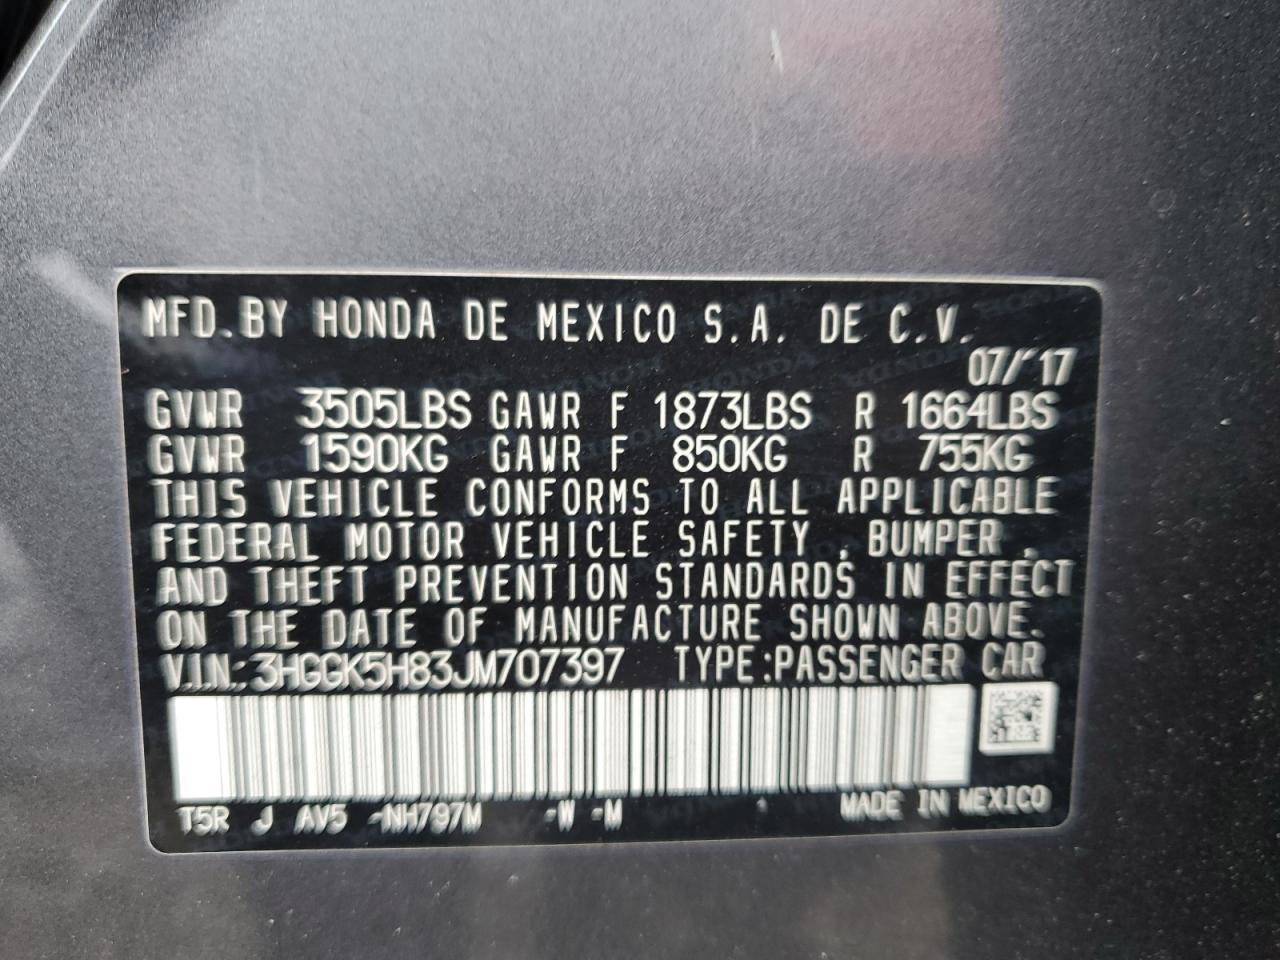 MFD.BY HONDA DE MEXICO S.A. DE C.V.
07/'17
GVWR 3505LBS GAWR F 1873LBS R 1664LBS
GVWR 1590KG GAWR F 850KG R 755KG
THIS VEHICLE CONFORMS TO ALL APPLICABLE
FEDERAL MOTOR VEHICLE SAFETY , BUMPER ,
AND THEFT PREVENTION STANDARDS IN EFFECT
ON THE DATE OF MANUFACTURE SHOWN ABOVE.
V.I.N.: 3HGGK5H83JM707397 TYPE:PASSENGER CAR
T5R J AV5 -NH797M -W -M MADE IN MEXICO